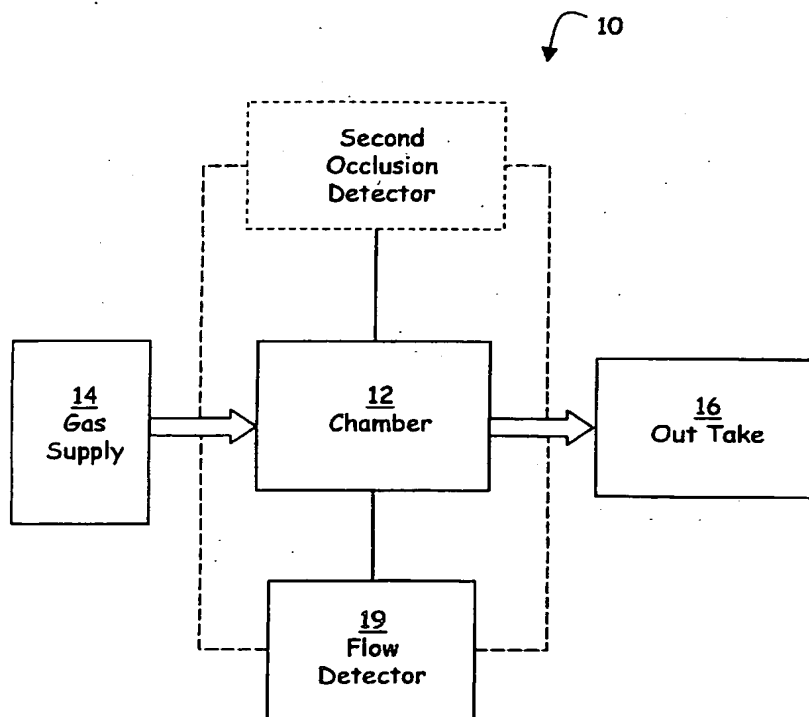 10
Second
Occlusion
Detector
14
Gas
Supply
12
Chamber
16
Out Take
19
Flow
Detector